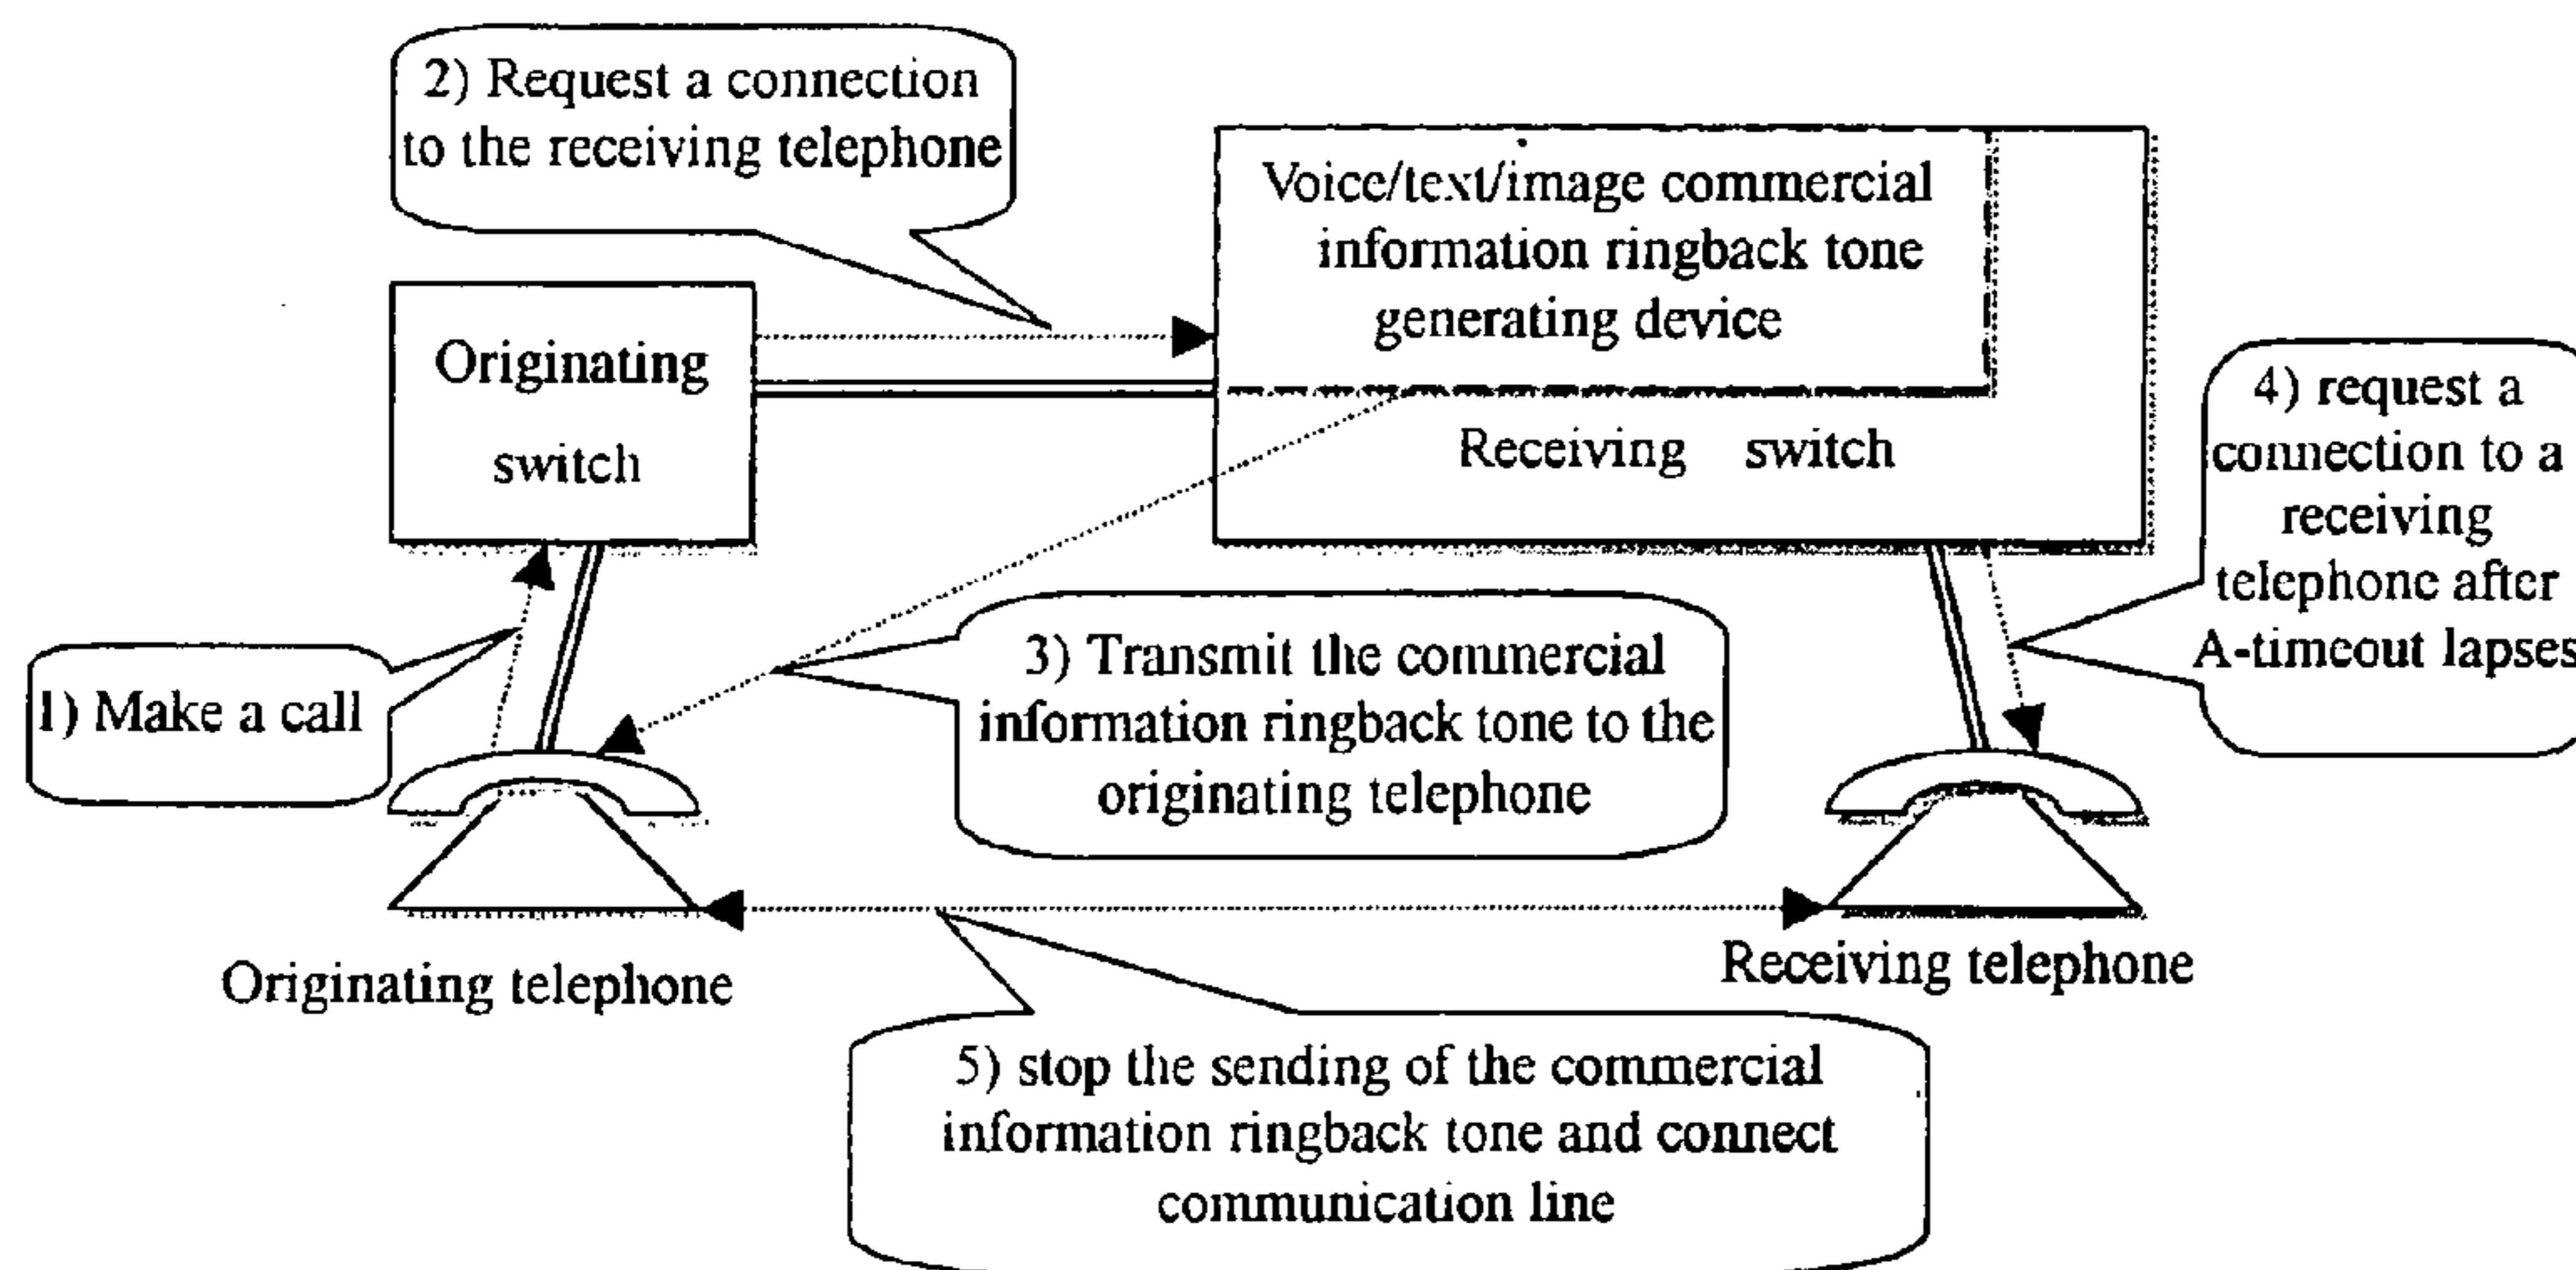 2) Request a connection
to the receiving telephone
Voice/text/image commercial
information ringback tone
generating device
Originating
switch
Receiving switch
4) request a
connection to a
receiving
telephone after
A-timeout lapses
1) Make a call
3) Transmit the commercial
information ringback tone to the
originating telephone
Originating telephone
Receiving telephone
5) stop the sending of the commercial
information ringback tone and connect
communication line